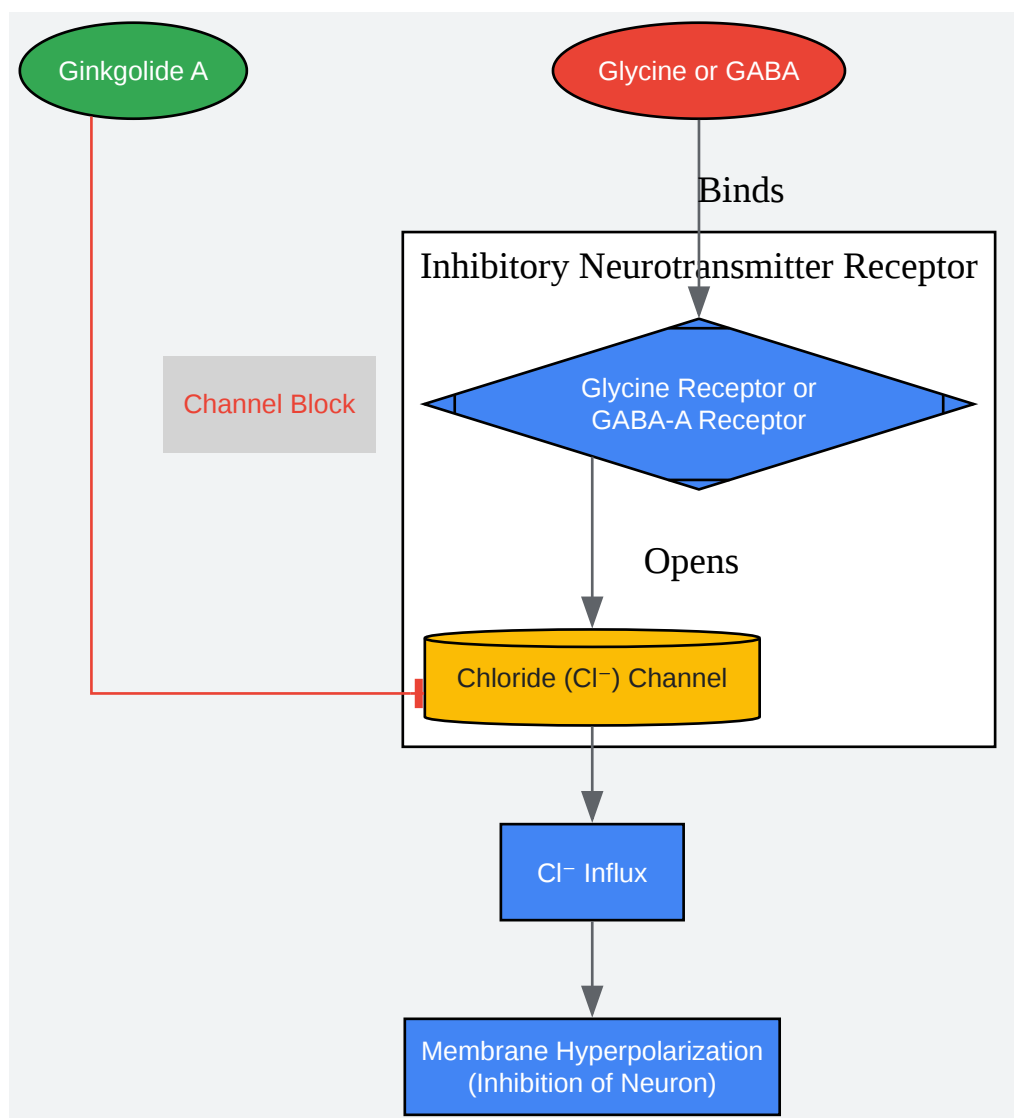 Ginkgolide A
Glycine or GABA
Binds
Inhibitory Neurotransmitter Receptor
Channel Block
Glycine Receptor or
GABA-A Receptor
Opens
Chloride (Cl⁻) Channel
Cl⁻ Influx
Membrane Hyperpolarization
(Inhibition of Neuron)